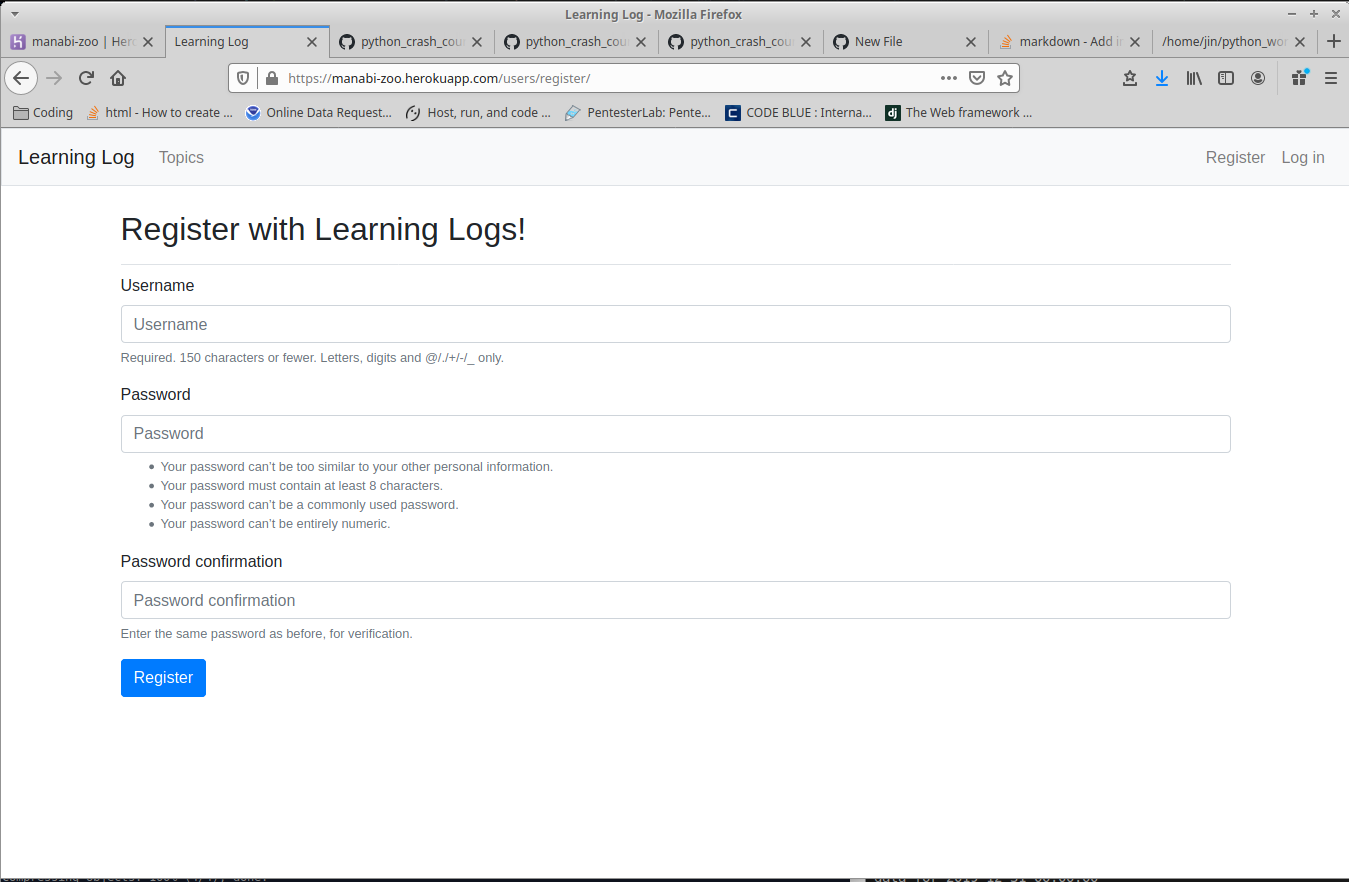 Learning Log - Mozilla Firefox
manabi-zoo | Her
Learning Log
python_crash_cou
python_crash_cou
python_crash_cou
New File
markdown - Add i
/home/jin/python_wor
https://manabi-zoo.herokuapp.com/users/register/
Coding
html - How to create ...
Online Data Request...
Host, run, and code ...
PentesterLab: Pente...
CODE BLUE : Interna...
dj The Web framework ...
Learning Log
Topics
Register
Log in
Register with Learning Logs!
Username
Username
Required. 150 characters or fewer. Letters, digits and @/./+/-/_ only.
Password
Password
• Your password can’t be too similar to your other personal information.
• Your password must contain at least 8 characters.
• Your password can’t be a commonly used password.
• Your password can’t be entirely numeric.
Password confirmation
Password confirmation
Enter the same password as before, for verification.
Register